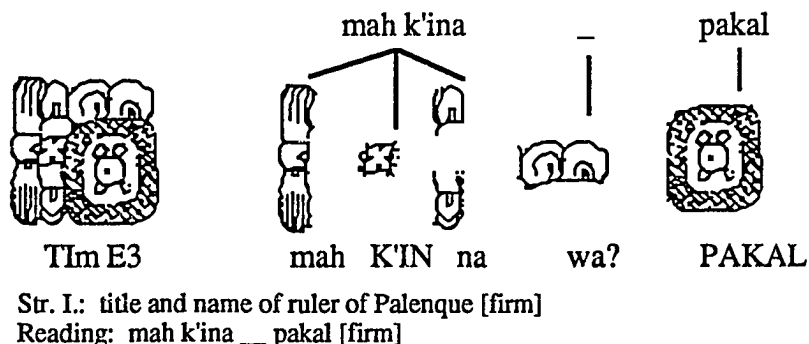 mah k'ina _ pakal
TIm E3 mah K'IN na wa? PAKAL
Str. I.: title and name of ruler of Palenque [firm]
Reading: mah k'ina __ pakal [firm]